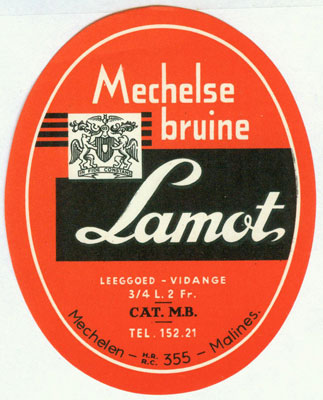 Mechelse
bruine
Lamot
LEEGGOED - VIDANGE
3/4 L. 2 Fr.
CAT. M.B.
TEL. 152.21
Mechelen - H.R. R.C. 355 - Malines.